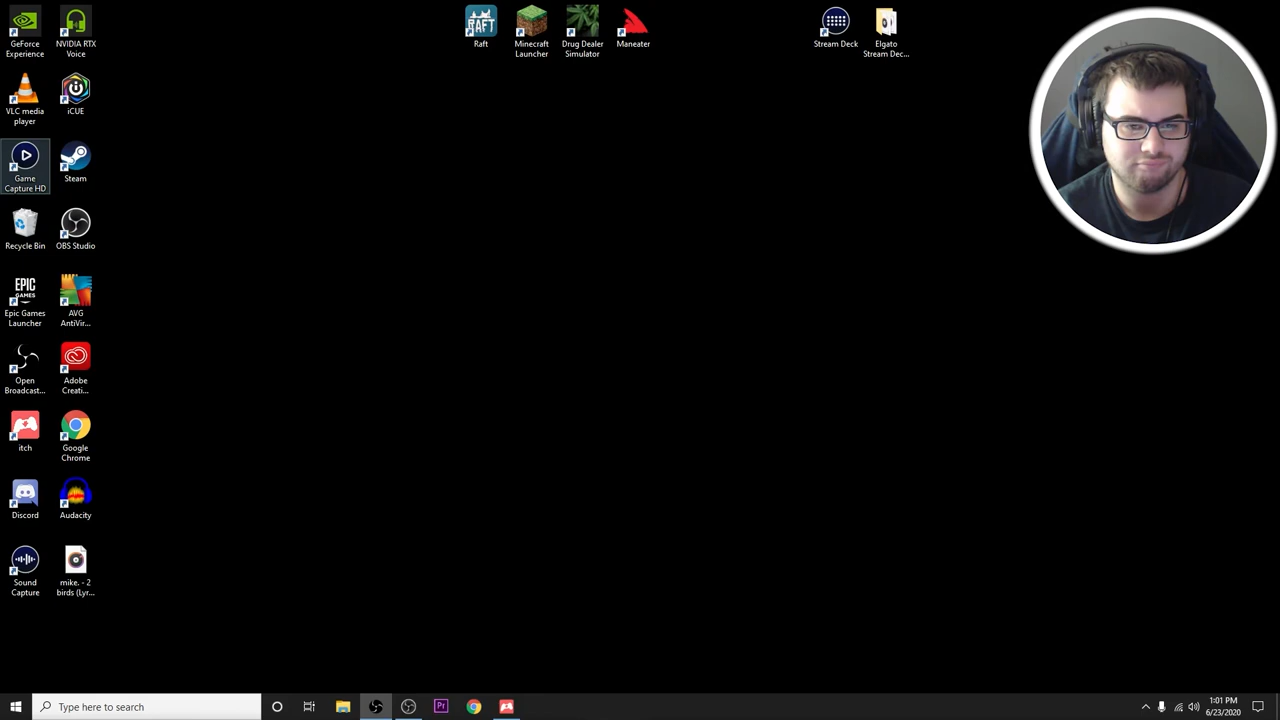 GeForce
Experience
NVIDIA RTX
Voice
RAFT
Raft
Minecraft
Launcher
Drug Dealer
Simulator
Maneater
Stream Deck
Elgato
Stream Dec...
VLC media
player
iCUE
Game
Capture HD
Steam
Recycle Bin
OBS Studio
EPIC
GAMES
Epic Games
Launcher
AVG
AntiVir...
Open
Broadcast...
Adobe
Creati...
itch
Google
Chrome
Discord
Audacity
Sound
Capture
mike. - 2
birds (Lyr...
Type here to search
Pr
1:01 PM
6/23/2020